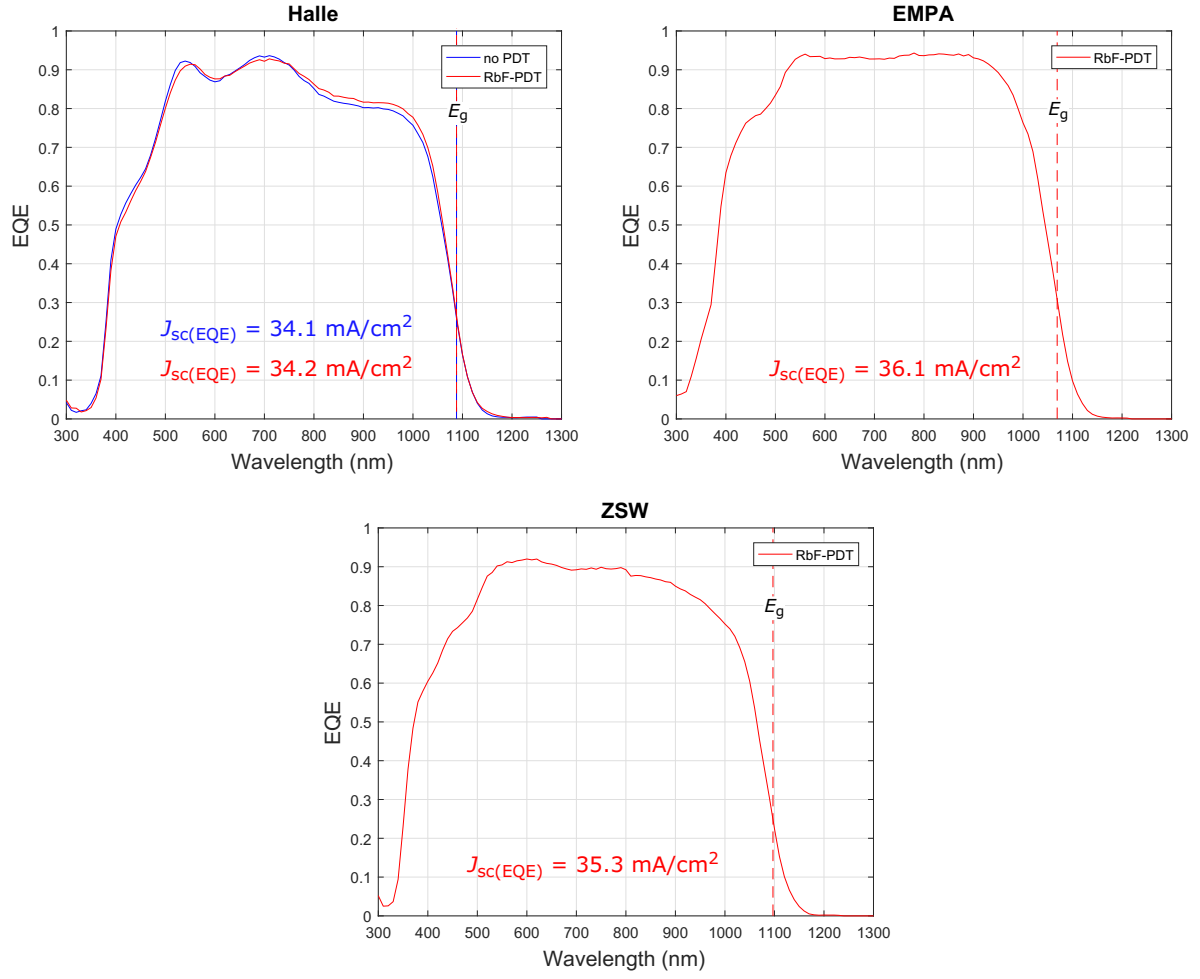 Halle
no PDT
RbF-PDT
E_g
J_sc(EQE) = 34.1 mA/cm²
J_sc(EQE) = 34.2 mA/cm²
EQE
0
0.1
0.2
0.3
0.4
0.5
0.6
0.7
0.8
0.9
1
300 400 500 600 700 800 900 1000 1100 1200 1300
Wavelength (nm)
EMPA
RbF-PDT
E_g
J_sc(EQE) = 36.1 mA/cm²
EQE
0
0.1
0.2
0.3
0.4
0.5
0.6
0.7
0.8
0.9
1
300 400 500 600 700 800 900 1000 1100 1200 1300
Wavelength (nm)
ZSW
RbF-PDT
E_g
J_sc(EQE) = 35.3 mA/cm²
EQE
0
0.1
0.2
0.3
0.4
0.5
0.6
0.7
0.8
0.9
1
300 400 500 600 700 800 900 1000 1100 1200 1300
Wavelength (nm)